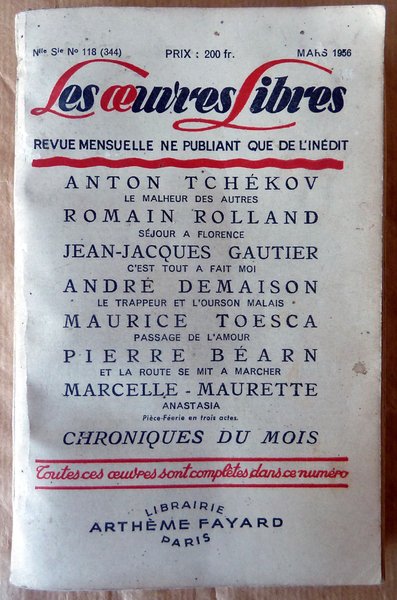 Nlle Sie No 118 (344) PRIX : 200 fr. MARS 1956
Les œuvres Libres
REVUE MENSUELLE NE PUBLIANT QUE DE L'INÉDIT
ANTON TCHÉKOV
LE MALHEUR DES AUTRES
ROMAIN ROLLAND
SÉJOUR A FLORENCE
JEAN-JACQUES GAUTIER
C'EST TOUT A FAIT MOI
ANDRÉ DEMAISON
LE TRAPPEUR ET L'OURSON MALAIS
MAURICE TOESCA
PASSAGE DE L'AMOUR
PIERRE BÉARN
ET LA ROUTE SE MIT A MARCHER
MARCELLE - MAURETTE
ANASTASIA
Pièce-Féerie en trois actes.
CHRONIQUES DU MOIS
Toutes ces œuvres sont complètes dans ce numéro
LIBRAIRIE
ARTHÈME FAYARD
PARIS